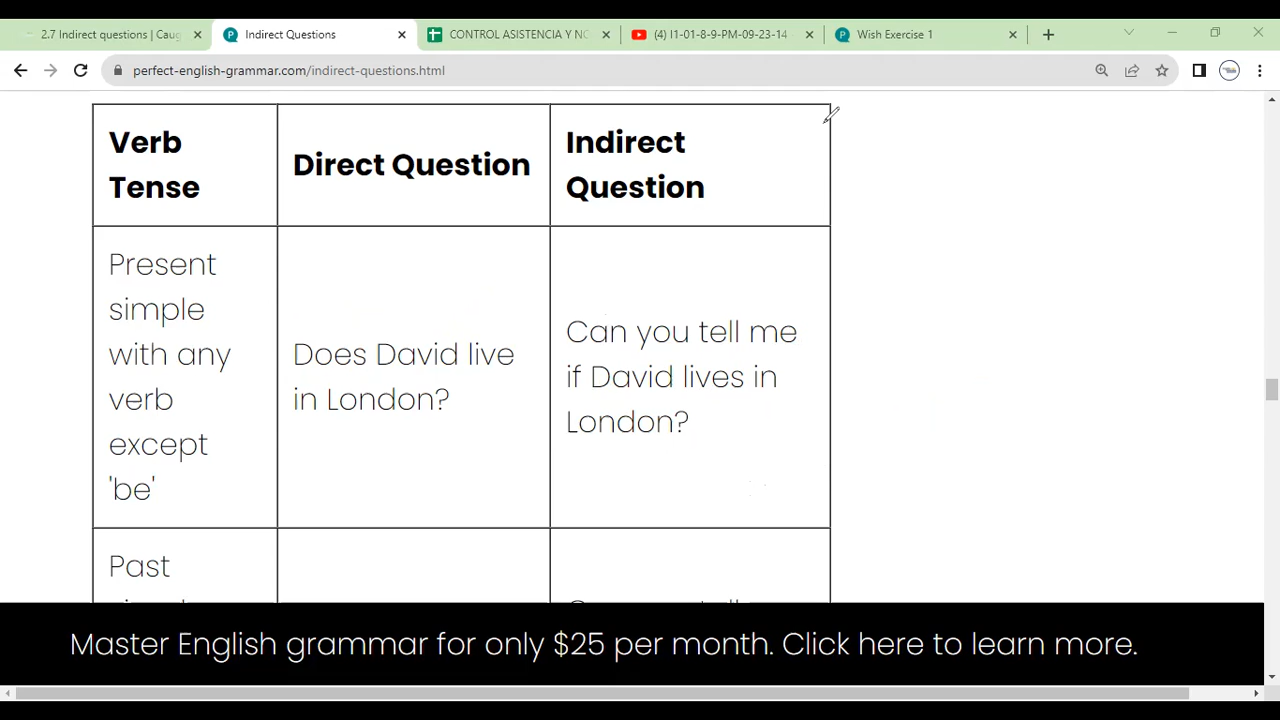 2.7 Indirect questions | Caug
Indirect Questions
CONTROL ASISTENCIA Y NO
(4) I1-01-8-9-PM-09-23-14
Wish Exercise 1
perfect-english-grammar.com/indirect-questions.html
Verb
Tense
Direct Question
Indirect
Question
Present
simple
with any
verb
except
'be'
Does David live
in London?
Can you tell me
if David lives in
London?
Past
Master English grammar for only $25 per month. Click here to learn more.